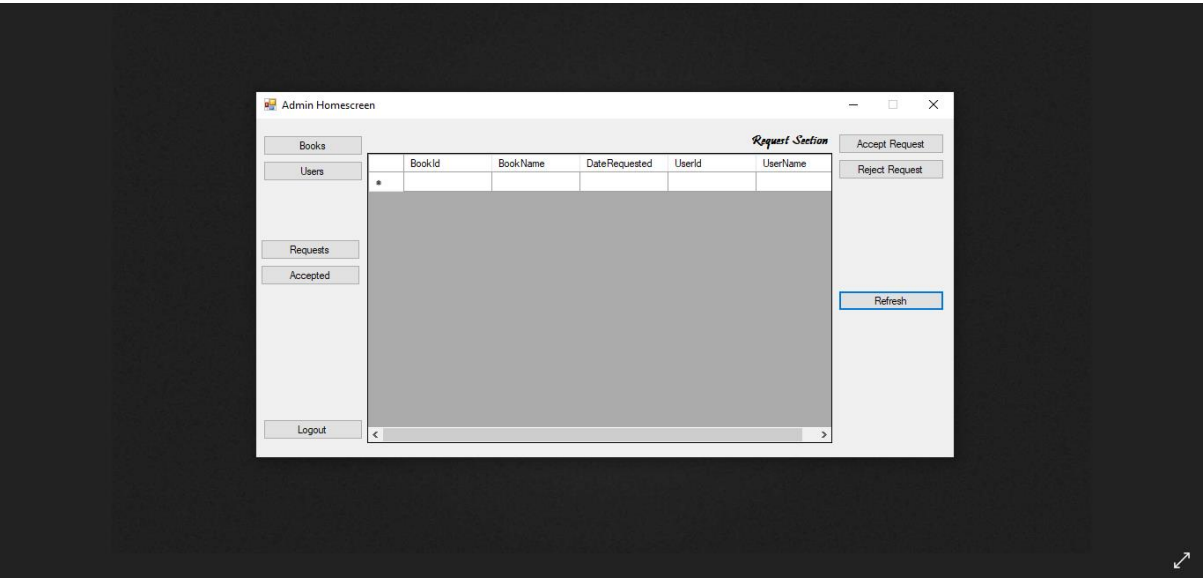 Admin Homescreen
Books
Users
Requests
Accepted
Logout
Request Section
BookId BookName DateRequested UserId UserName
Accept Request
Reject Request
Refresh